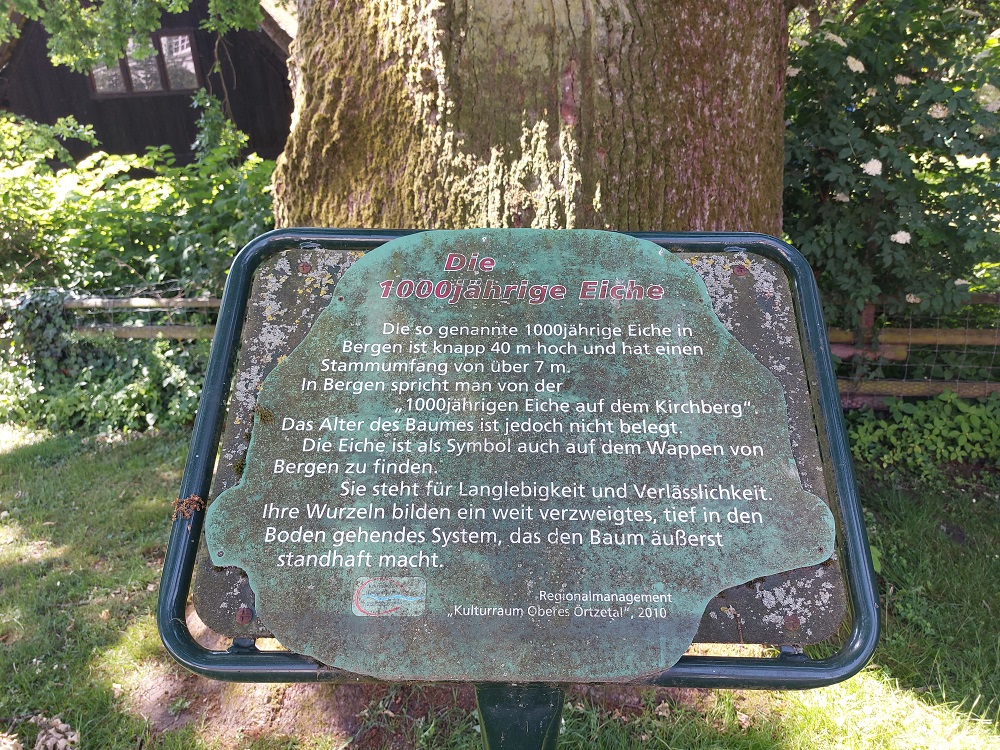 Die
1000jährige Eiche
Die so genannte 1000jährige Eiche in
Bergen ist knapp 40 m hoch und hat einen
Stammumfang von über 7 m.
In Bergen spricht man von der
„1000jährigen Eiche auf dem Kirchberg“.
Das Alter des Baumes ist jedoch nicht belegt.
Die Eiche ist als Symbol auch auf dem Wappen von
Bergen zu finden.
Sie steht für Langlebigkeit und Verlässlichkeit.
Ihre Wurzeln bilden ein weit verzweigtes, tief in den
Boden gehendes System, das den Baum äußerst
standhaft macht.
Regionalmanagement
„Kulturraum Oberes Örtzetal“, 2010